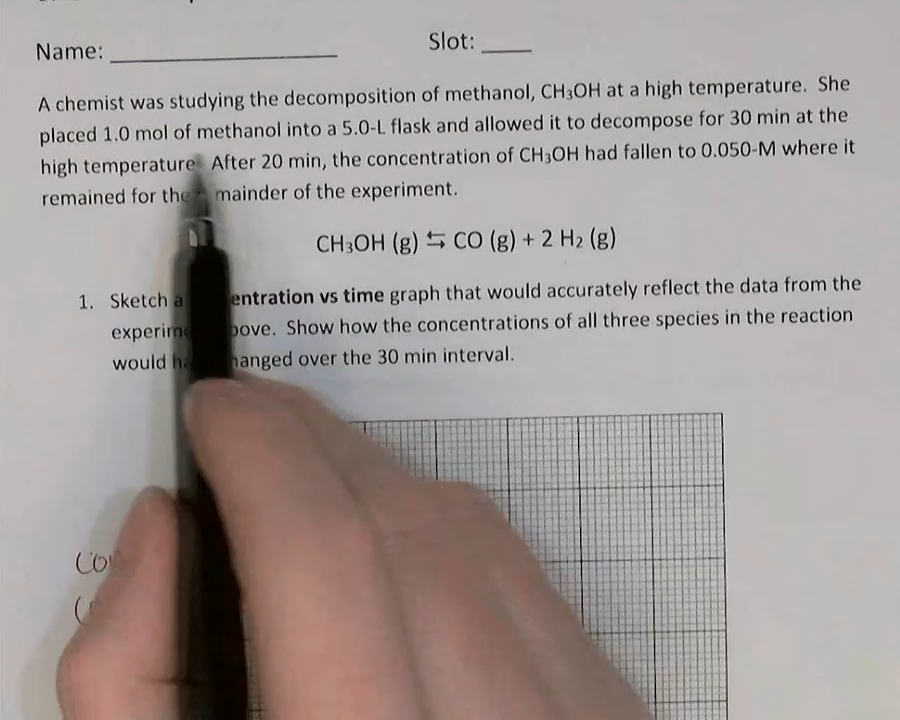 Name: ____________ Slot: ____
A chemist was studying the decomposition of methanol, CH₃OH at a high temperature. She
placed 1.0 mol of methanol into a 5.0-L flask and allowed it to decompose for 30 min at the
high temperature After 20 min, the concentration of CH₃OH had fallen to 0.050-M where it
remained for the mainder of the experiment.
CH₃OH (g) ⇆ CO (g) + 2 H₂ (g)
1. Sketch a entration vs time graph that would accurately reflect the data from the
experim ove. Show how the concentrations of all three species in the reaction
would hanged over the 30 min interval.